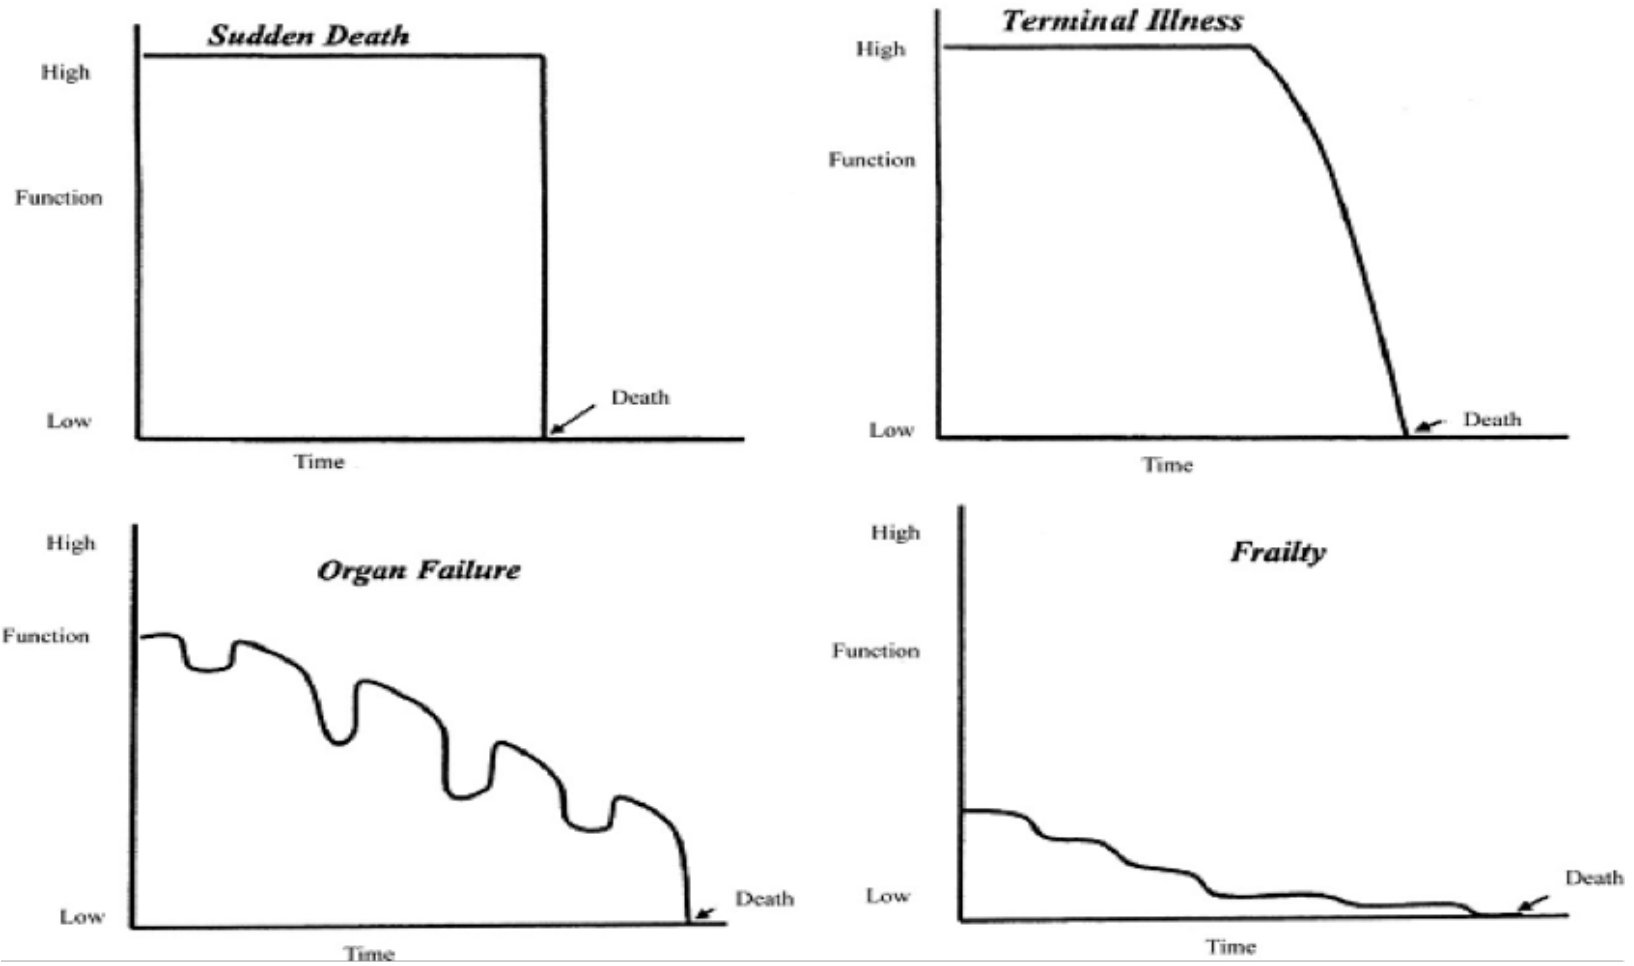 Sudden Death
High
Function
Low
Death
Time
Terminal Illness
High
Function
Low
Death
Time
Organ Failure
High
Function
Low
Death
Time
Frailty
High
Function
Low
Death
Time